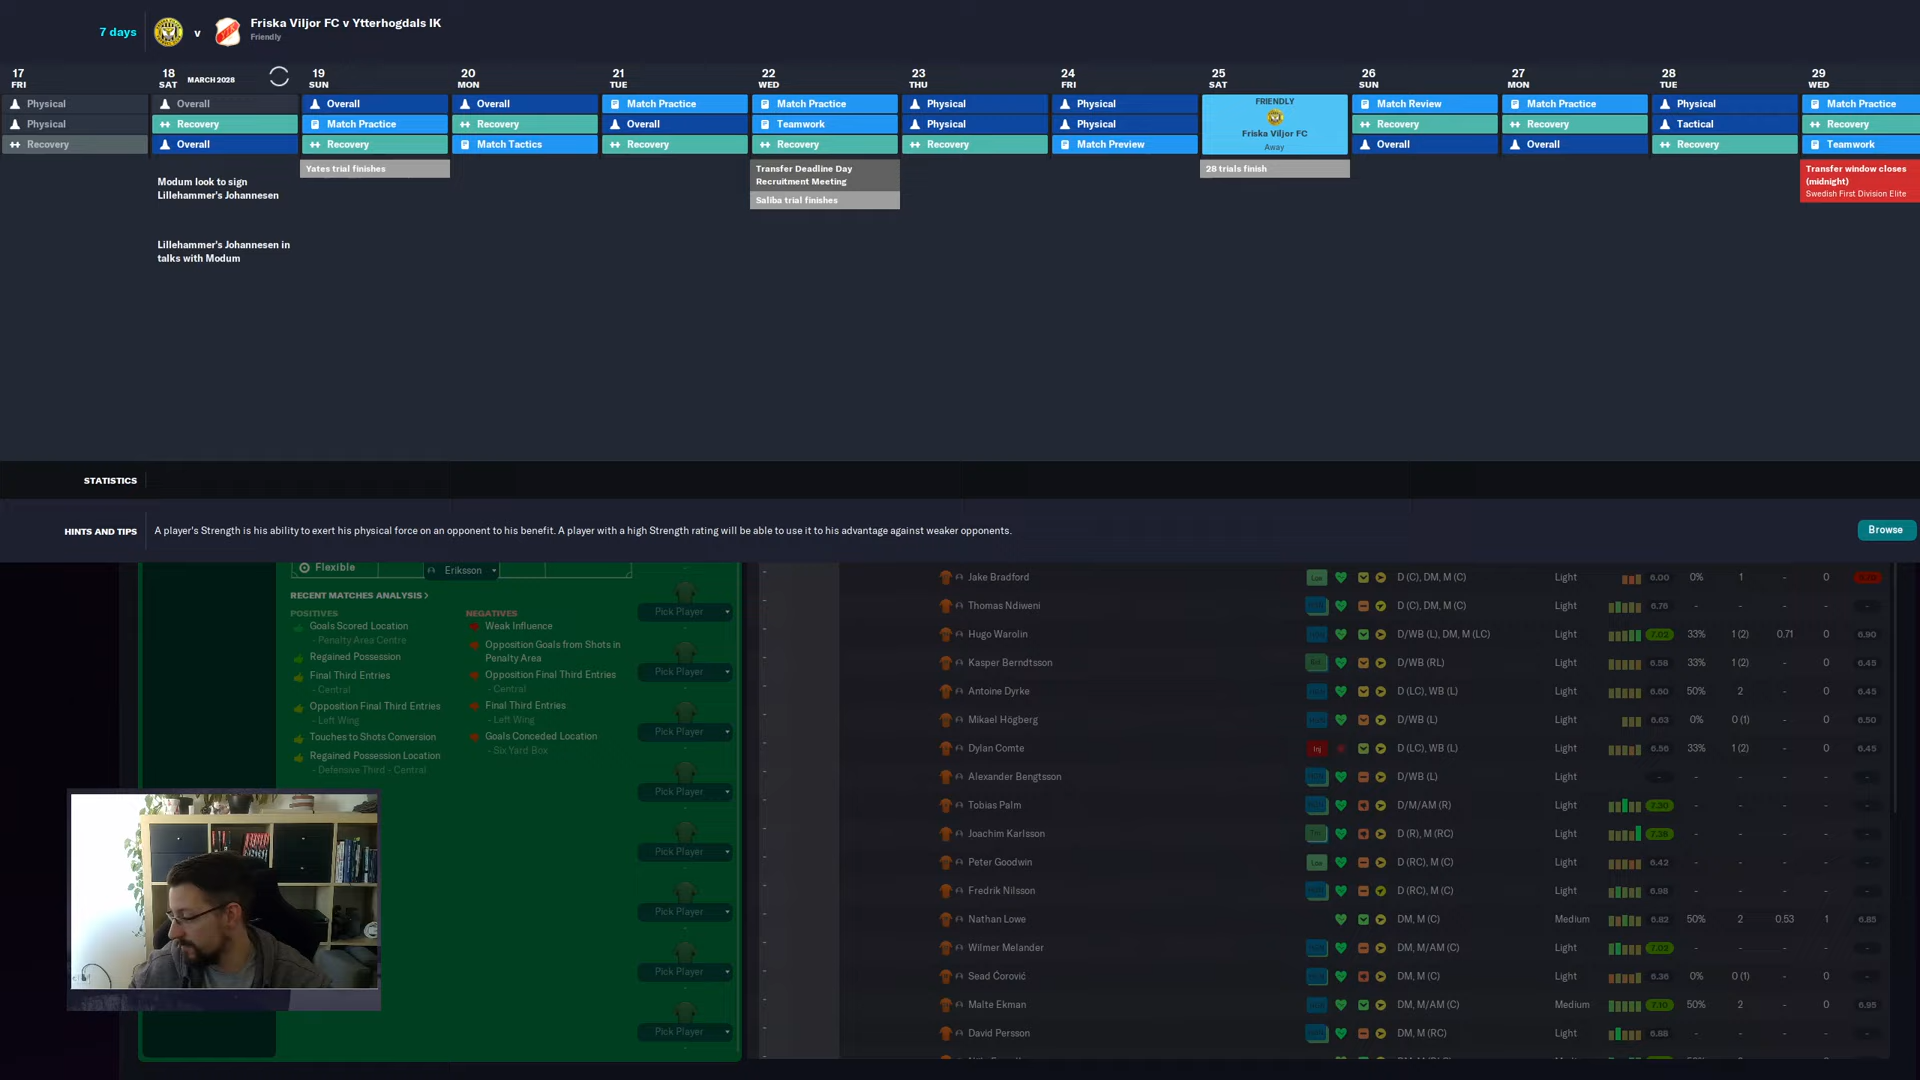 7 days
v
Friska Viljor FC v Ytterhogdals IK
Friendly
17 FRI
Physical
Physical
Recovery
18 SAT MARCH 2028
Overall
Recovery
Overall
Modum look to sign
Lillehammer's Johannesen
Lillehammer's Johannesen in
talks with Modum
19 SUN
Overall
Match Practice
Recovery
Yates trial finishes
20 MON
Overall
Recovery
Match Tactics
21 TUE
Match Practice
Overall
Recovery
22 WED
Match Practice
Teamwork
Recovery
Transfer Deadline Day
Recruitment Meeting
Saliba trial finishes
23 THU
Physical
Physical
Recovery
24 FRI
Physical
Physical
Match Preview
25 SAT
FRIENDLY
Friska Viljor FC
Away
28 trials finish
26 SUN
Match Review
Recovery
Overall
27 MON
Match Practice
Recovery
Overall
28 TUE
Physical
Tactical
Recovery
29 WED
Match Practice
Recovery
Teamwork
Transfer window closes
(midnight)
Swedish First Division Elite
STATISTICS
HINTS AND TIPS
A player's Strength is his ability to exert his physical force on an opponent to his benefit. A player with a high Strength rating will be able to use it to his advantage against weaker opponents.
Browse
Flexible
Eriksson
RECENT MATCHES ANALYSIS >
POSITIVES
Goals Scored Location
- Penalty Area Centre
Regained Possession
Final Third Entries
- Central
Opposition Final Third Entries
- Left Wing
Touches to Shots Conversion
Regained Possession Location
- Defensive Third - Central
NEGATIVES
Weak Influence
Opposition Goals from Shots in
Penalty Area
Opposition Final Third Entries
- Central
Final Third Entries
- Left Wing
Goals Conceded Location
- Six Yard Box
Pick Player
Pick Player
Pick Player
Pick Player
Pick Player
Pick Player
Pick Player
Pick Player
Jake Bradford Loa D (C), DM, M (C) Light 6.00 0% 1 - 0
Thomas Ndiweni D (C), DM, M (C) Light 6.76 - - - - -
Hugo Warolin D/WB (L), DM, M (LC) Light 7.02 33% 1 (2) 0.71 0 6.90
Kasper Berndtsson D/WB (RL) Light 6.58 33% 1 (2) - 0 6.45
Antoine Dyrke D (LC), WB (L) Light 6.60 50% 2 - 0 6.45
Mikael Högberg D/WB (L) Light 6.63 0% 0 (1) - 0 6.50
Dylan Comte Inj D (LC), WB (L) Light 6.56 33% 1 (2) - 0 6.45
Alexander Bengtsson D/WB (L) Light - - - - - -
Tobias Palm D/M/AM (R) Light 7.30 - - - - -
Joachim Karlsson D (R), M (RC) Light 7.36 - - - - -
Peter Goodwin Loa D (RC), M (C) Light 6.42 - - - - -
Fredrik Nilsson D (RC), M (C) Light 6.98 - - - - -
Nathan Lowe DM, M (C) Medium 6.82 50% 2 0.53 1 6.85
Wilmer Melander DM, M/AM (C) Light 7.02 - - - - -
Sead Ćorović DM, M (C) Light 6.36 0% 0 (1) - 0 -
Malte Ekman DM, M/AM (C) Medium 7.10 50% 2 - 0 6.95
David Persson DM, M (RC) Light 6.88 - - - - -